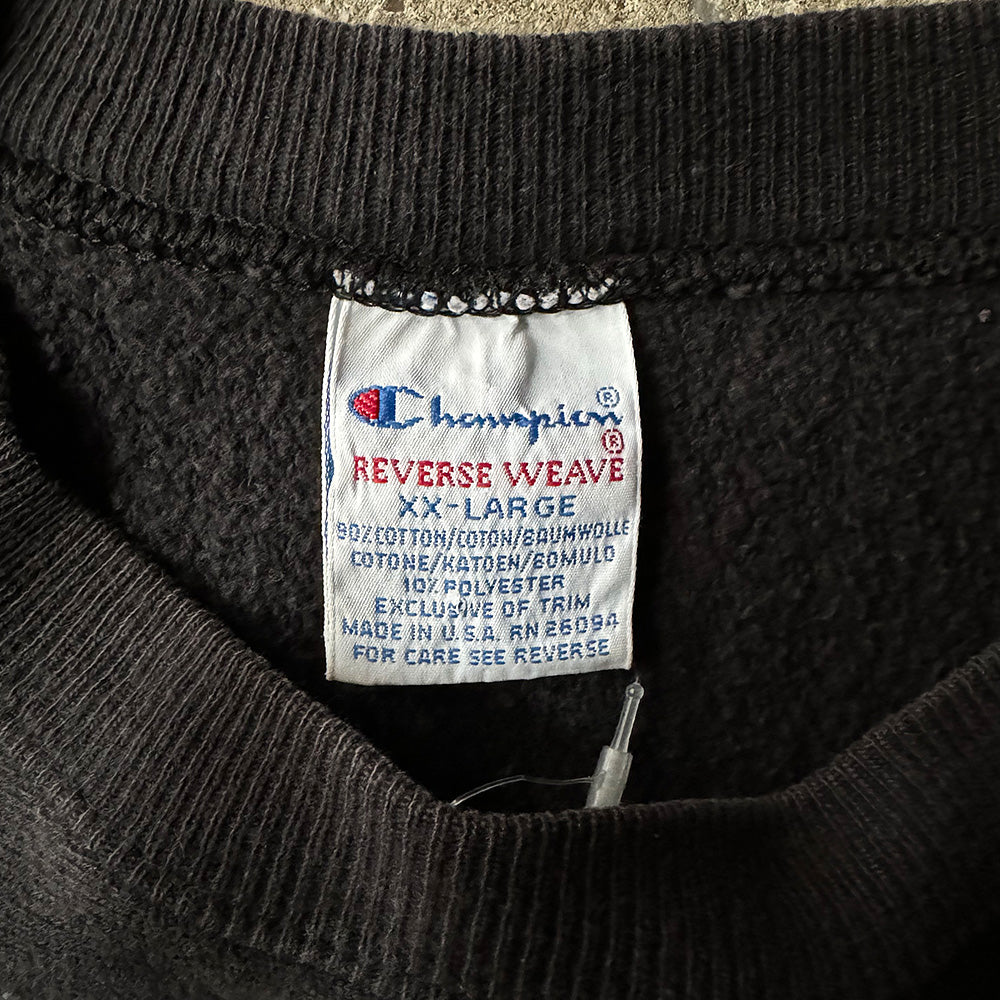 Champion®
REVERSE WEAVE®
XX-LARGE
90% COTTON/COTON/BAUMWOLLE
COTONE/KATOEN/BOMULD
10% POLYESTER
EXCLUSIVE OF TRIM
MADE IN U.S.A. RN 26094
FOR CARE SEE REVERSE